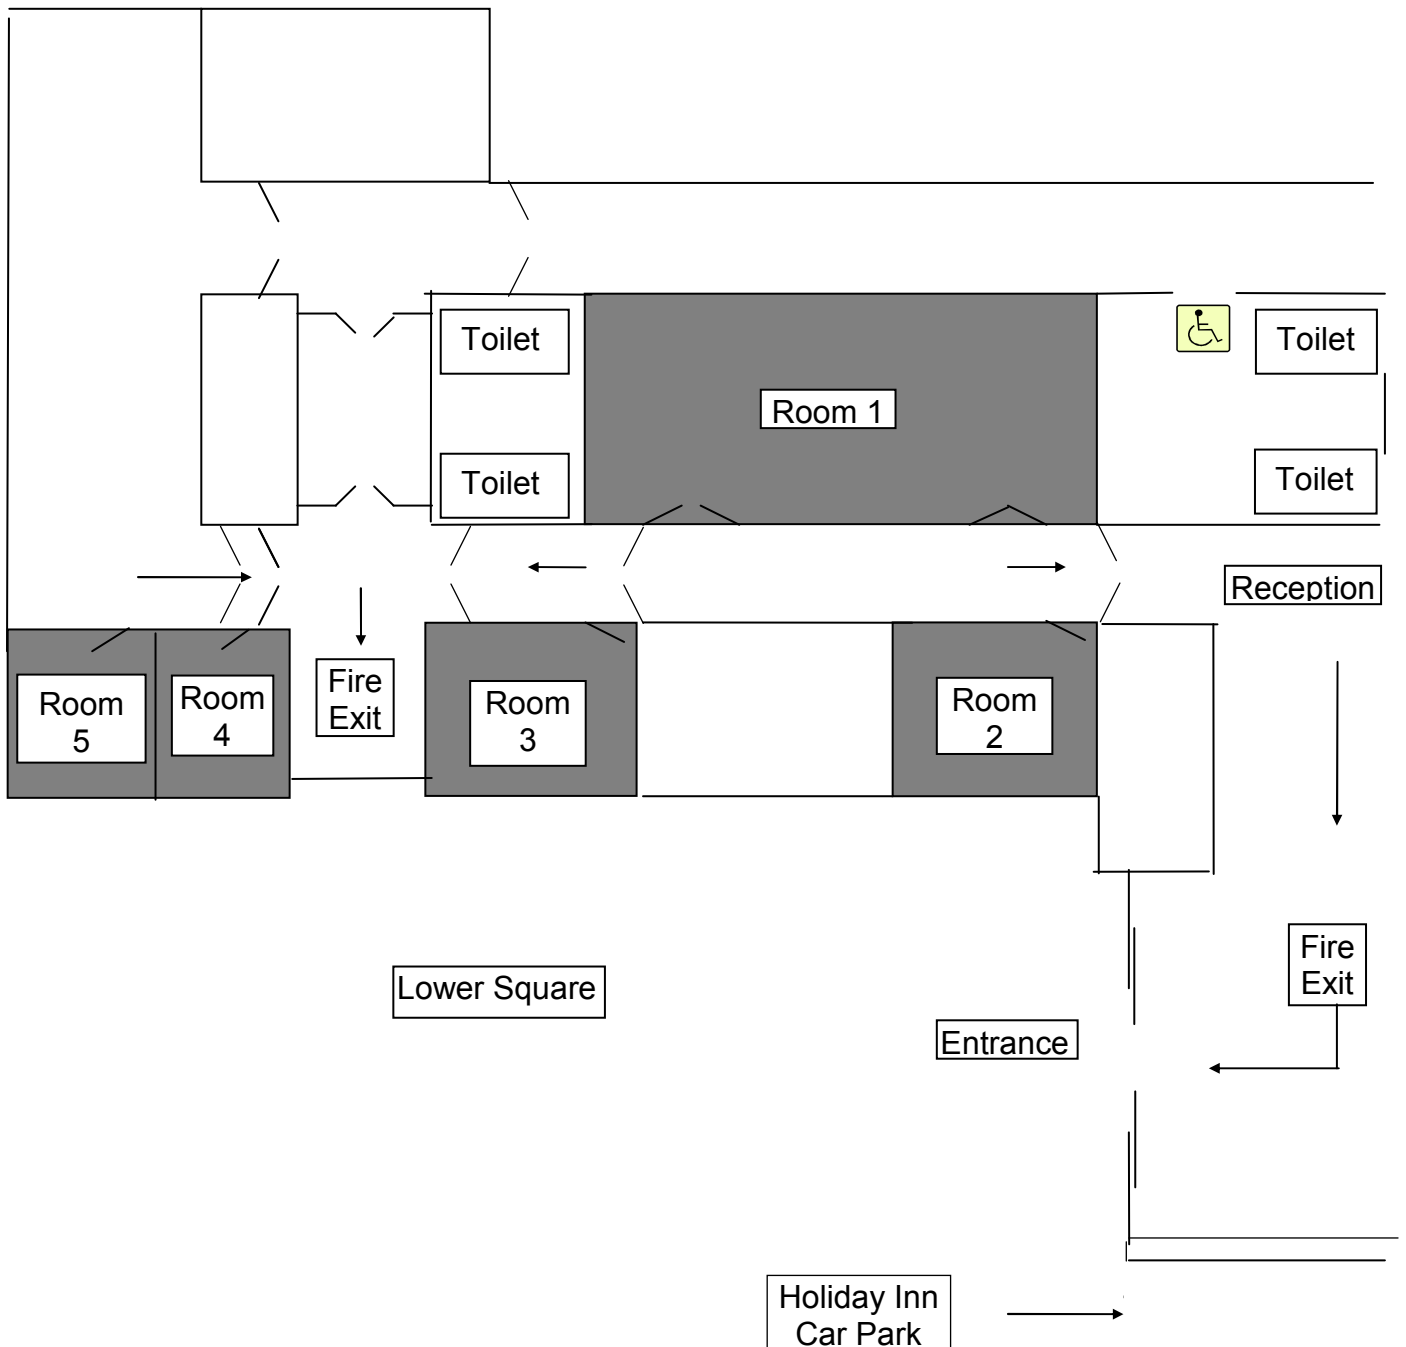 Toilet
Toilet
Room 1
Toilet
Toilet
Reception
Room
5
Room
4
Fire
Exit
Room
3
Room
2
Lower Square
Entrance
Fire
Exit
Holiday Inn
Car Park